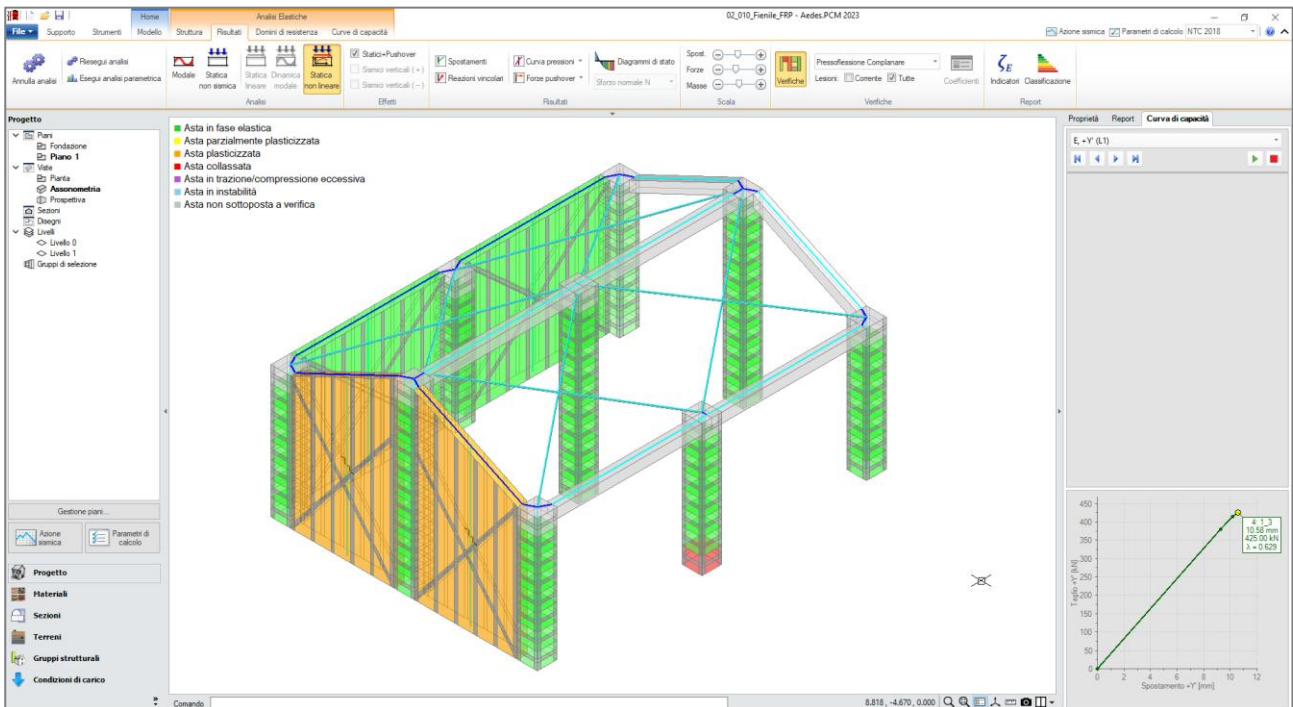 02_010_Fienile_FRP - Aedes.PCM 2023
Home
Analisi Elastiche
File
Supporto
Strumenti
Modello
Struttura
Risultati
Domini di resistenza
Curve di capacità
Azione sismica
Parametri di calcolo
NTC 2018
Annulla analisi
Riesegui analisi
Esegui analisi parametrica
Modale
Statica non sismica
Statica lineare
Dinamica modale
Statica non lineare
Analisi
Statici+Pushover
Sismici verticali (+)
Sismici verticali (–)
Effetti
Spostamenti
Reazioni vincolari
Curva pressioni
Forze pushover
Diagrammi di stato
Sforzo normale N
Risultati
Spost.
Forze
Masse
Scala
Verifiche
Pressoflessione Complanare
Lesioni:
Corrente
Tutte
Coefficienti
Verifiche
ζE
Indicatori
Classificazione
Report
Progetto
Piani
Fondazione
Piano 1
Viste
Pianta
Assonometria
Prospettiva
Sezioni
Disegni
Livelli
Livello 0
Livello 1
Gruppi di selezione
Gestione piani...
Azione sismica
Parametri di calcolo
Progetto
Materiali
Sezioni
Terreni
Gruppi strutturali
Condizioni di carico
Asta in fase elastica
Asta parzialmente plasticizzata
Asta plasticizzata
Asta collassata
Asta in trazione/compressione eccessiva
Asta in instabilità
Asta non sottoposta a verifica
Comando
8.818 , -4.670, 0.000
Proprietà
Report
Curva di capacità
E, +Y' (L1)
450
400
350
300
250
200
150
100
50
0
Taglio +Y' [kN]
4: 1_3
10.58 mm
425.00 kN
λ = 0.629
0 2 4 6 8 10 12
Spostamento +Y' [mm]